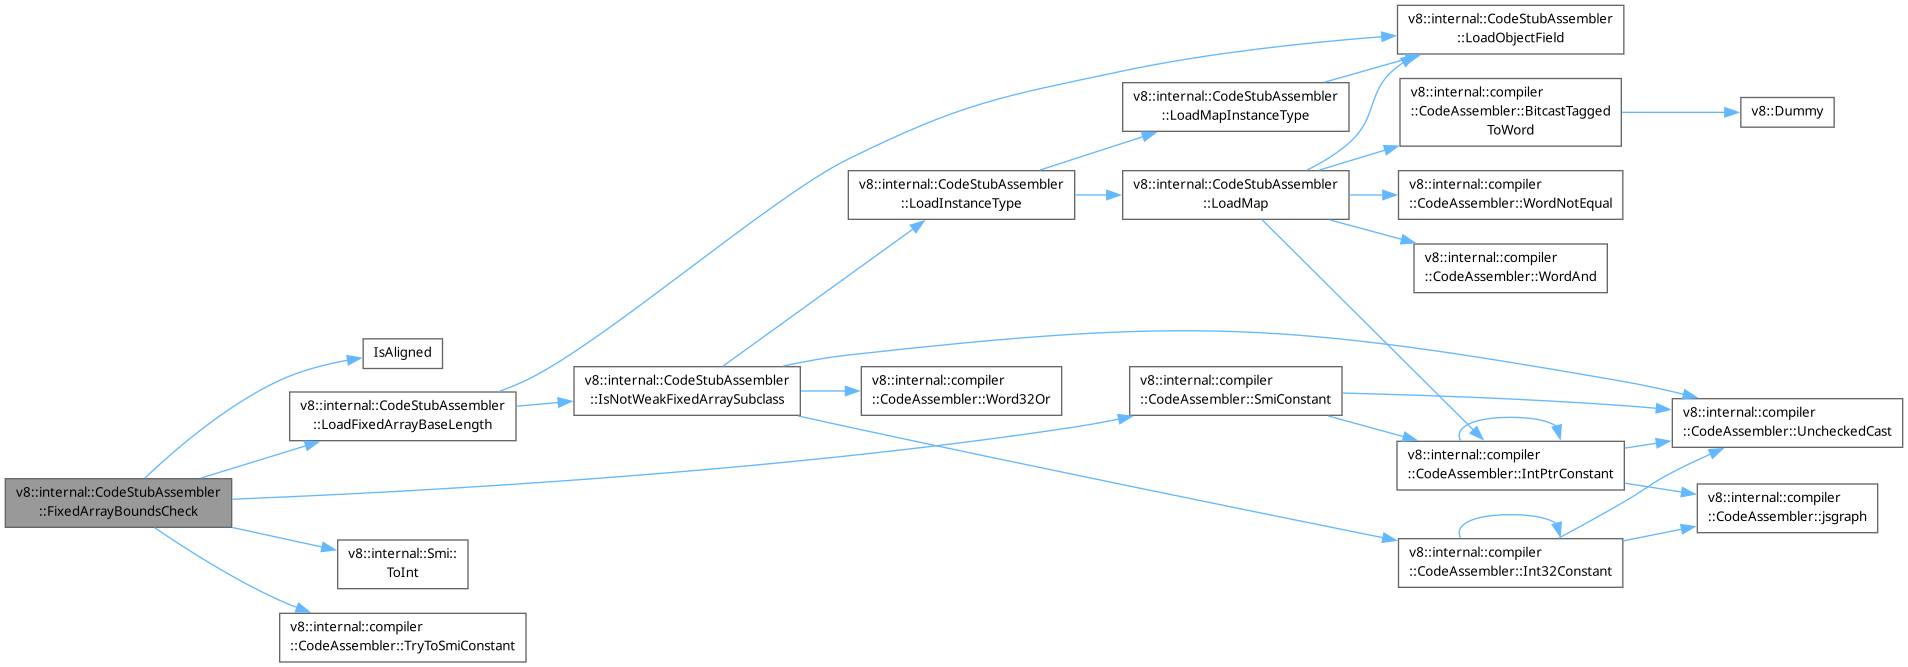 v8::internal::CodeStubAssembler
::LoadObjectField
v8::internal::CodeStubAssembler
::LoadMapInstanceType
v8::internal::compiler
::CodeAssembler::BitcastTagged
ToWord
v8::Dummy
v8::internal::CodeStubAssembler
::LoadInstanceType
v8::internal::CodeStubAssembler
::LoadMap
v8::internal::compiler
::CodeAssembler::WordNotEqual
v8::internal::compiler
::CodeAssembler::WordAnd
IsAligned
v8::internal::CodeStubAssembler
::LoadFixedArrayBaseLength
v8::internal::CodeStubAssembler
::IsNotWeakFixedArraySubclass
v8::internal::compiler
::CodeAssembler::Word32Or
v8::internal::compiler
::CodeAssembler::SmiConstant
v8::internal::compiler
::CodeAssembler::UncheckedCast
v8::internal::compiler
::CodeAssembler::IntPtrConstant
v8::internal::CodeStubAssembler
::FixedArrayBoundsCheck
v8::internal::compiler
::CodeAssembler::jsgraph
v8::internal::Smi::
ToInt
v8::internal::compiler
::CodeAssembler::Int32Constant
v8::internal::compiler
::CodeAssembler::TryToSmiConstant